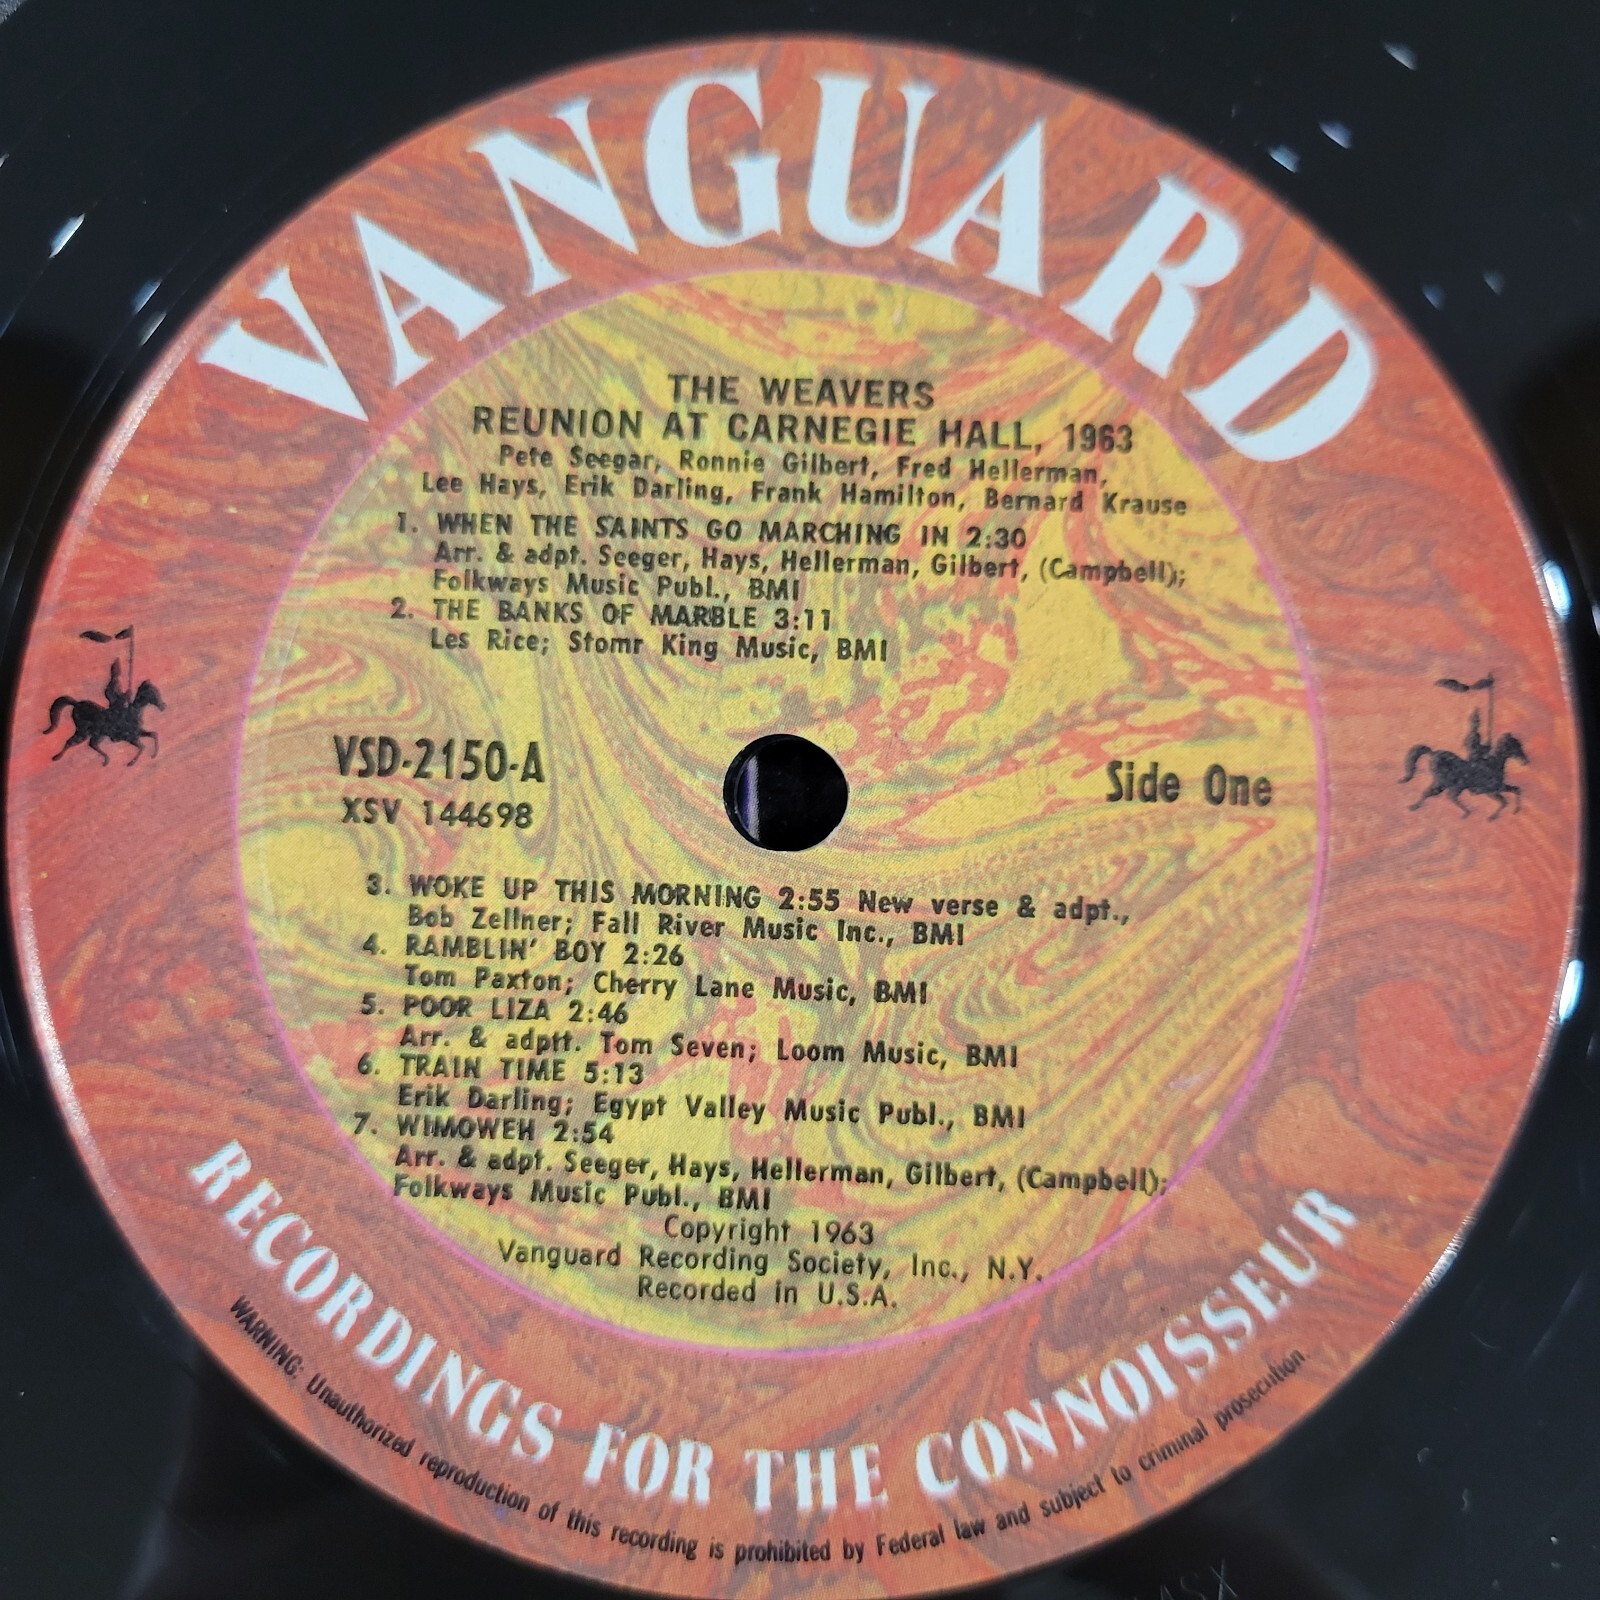 VANGUARD
THE WEAVERS
REUNION AT CARNEGIE HALL, 1963
Pete Seegar, Ronnie Gilbert, Fred Hellerman,
Lee Hays, Erik Darling, Frank Hamilton, Bernard Krause
1. WHEN THE SAINTS GO MARCHING IN 2:30
Arr. & adpt. Seeger, Hays, Hellerman, Gilbert, (Campbell);
Folkways Music Publ., BMI
2. THE BANKS OF MARBLE 3:11
Les Rice; Stomr King Music, BMI
VSD-2150-A
XSV 144698
Side One
3. WOKE UP THIS MORNING 2:55 New verse & adpt.,
Bob Zellner; Fall River Music Inc., BMI
4. RAMBLIN' BOY 2:26
Tom Paxton; Cherry Lane Music, BMI
5. POOR LIZA 2:46
Arr. & adptt. Tom Seven; Loom Music, BMI
6. TRAIN TIME 5:13
Erik Darling; Egypt Valley Music Publ., BMI
7. WIMOWEH 2:54
Arr. & adpt. Seeger, Hays, Hellerman, Gilbert, (Campbell);
Folkways Music Publ., BMI
Copyright 1963
Vanguard Recording Society, Inc., N.Y.
Recorded in U.S.A.
RECORDINGS FOR THE CONNOISSEUR
WARNING: Unauthorized reproduction of this recording is prohibited by Federal law and subject to criminal prosecution.